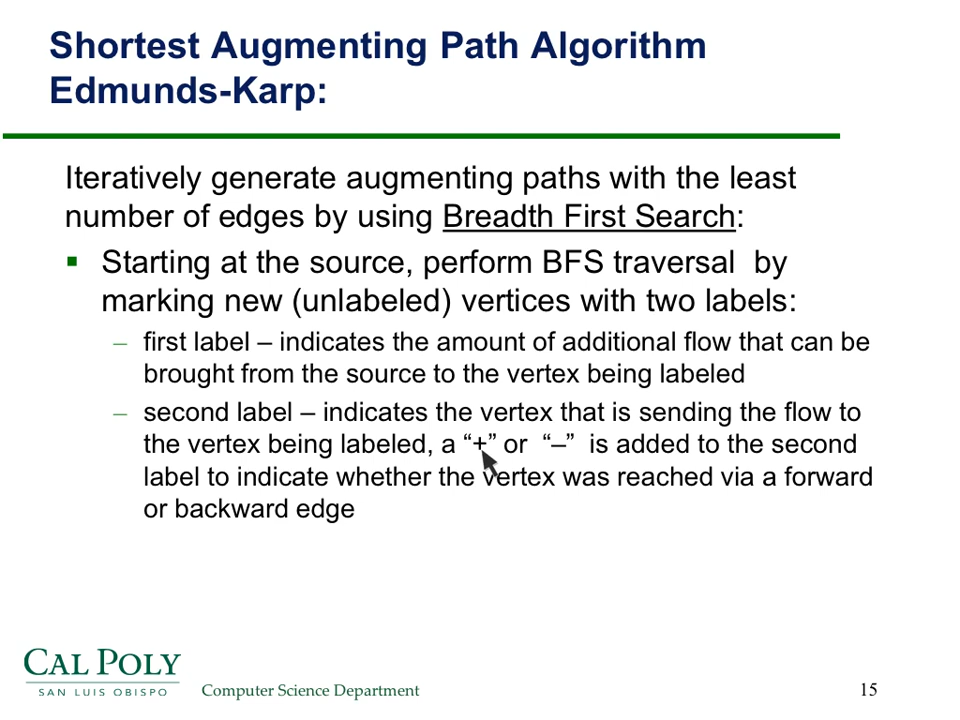 Shortest Augmenting Path Algorithm
Edmunds-Karp:
Iteratively generate augmenting paths with the least
number of edges by using Breadth First Search:
▪ Starting at the source, perform BFS traversal by
marking new (unlabeled) vertices with two labels:
– first label – indicates the amount of additional flow that can be
brought from the source to the vertex being labeled
– second label – indicates the vertex that is sending the flow to
the vertex being labeled, a “+” or “–” is added to the second
label to indicate whether the vertex was reached via a forward
or backward edge
CAL POLY
SAN LUIS OBISPO
Computer Science Department
15